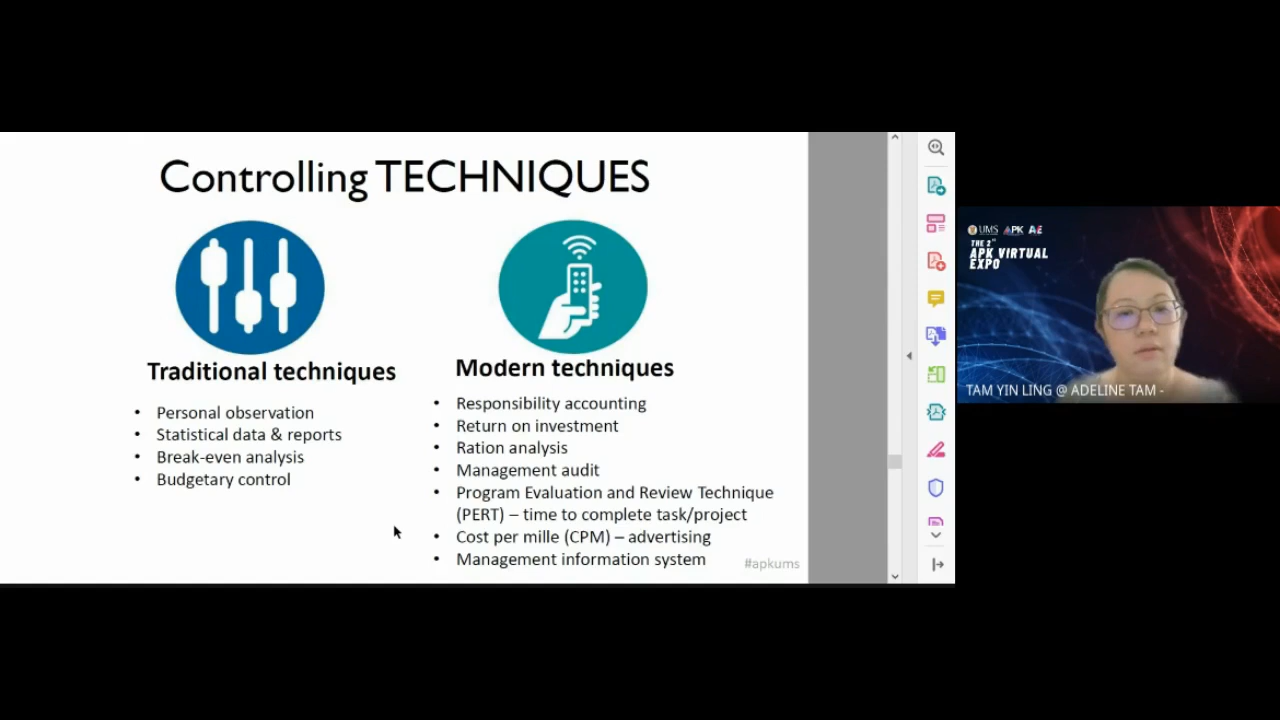 Controlling TECHNIQUES
Traditional techniques
• Personal observation
• Statistical data & reports
• Break-even analysis
• Budgetary control
Modern techniques
• Responsibility accounting
• Return on investment
• Ration analysis
• Management audit
• Program Evaluation and Review Technique
(PERT) – time to complete task/project
• Cost per mille (CPM) – advertising
• Management information system
#apkums
UMS APK AE
THE 2
APK VIRTUAL
EXPO
TAM YIN LING @ ADELINE TAM -